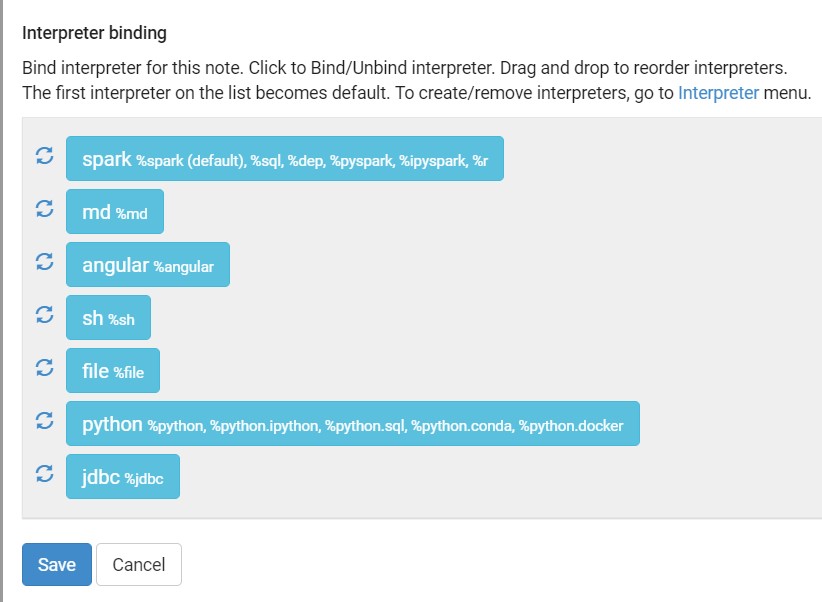 Interpreter binding
Bind interpreter for this note. Click to Bind/Unbind interpreter. Drag and drop to reorder interpreters.
The first interpreter on the list becomes default. To create/remove interpreters, go to Interpreter menu.
spark %spark (default), %sql, %dep, %pyspark, %ipyspark, %r
md %md
angular %angular
sh %sh
file %file
python %python, %python.ipython, %python.sql, %python.conda, %python.docker
jdbc %jdbc
Save Cancel